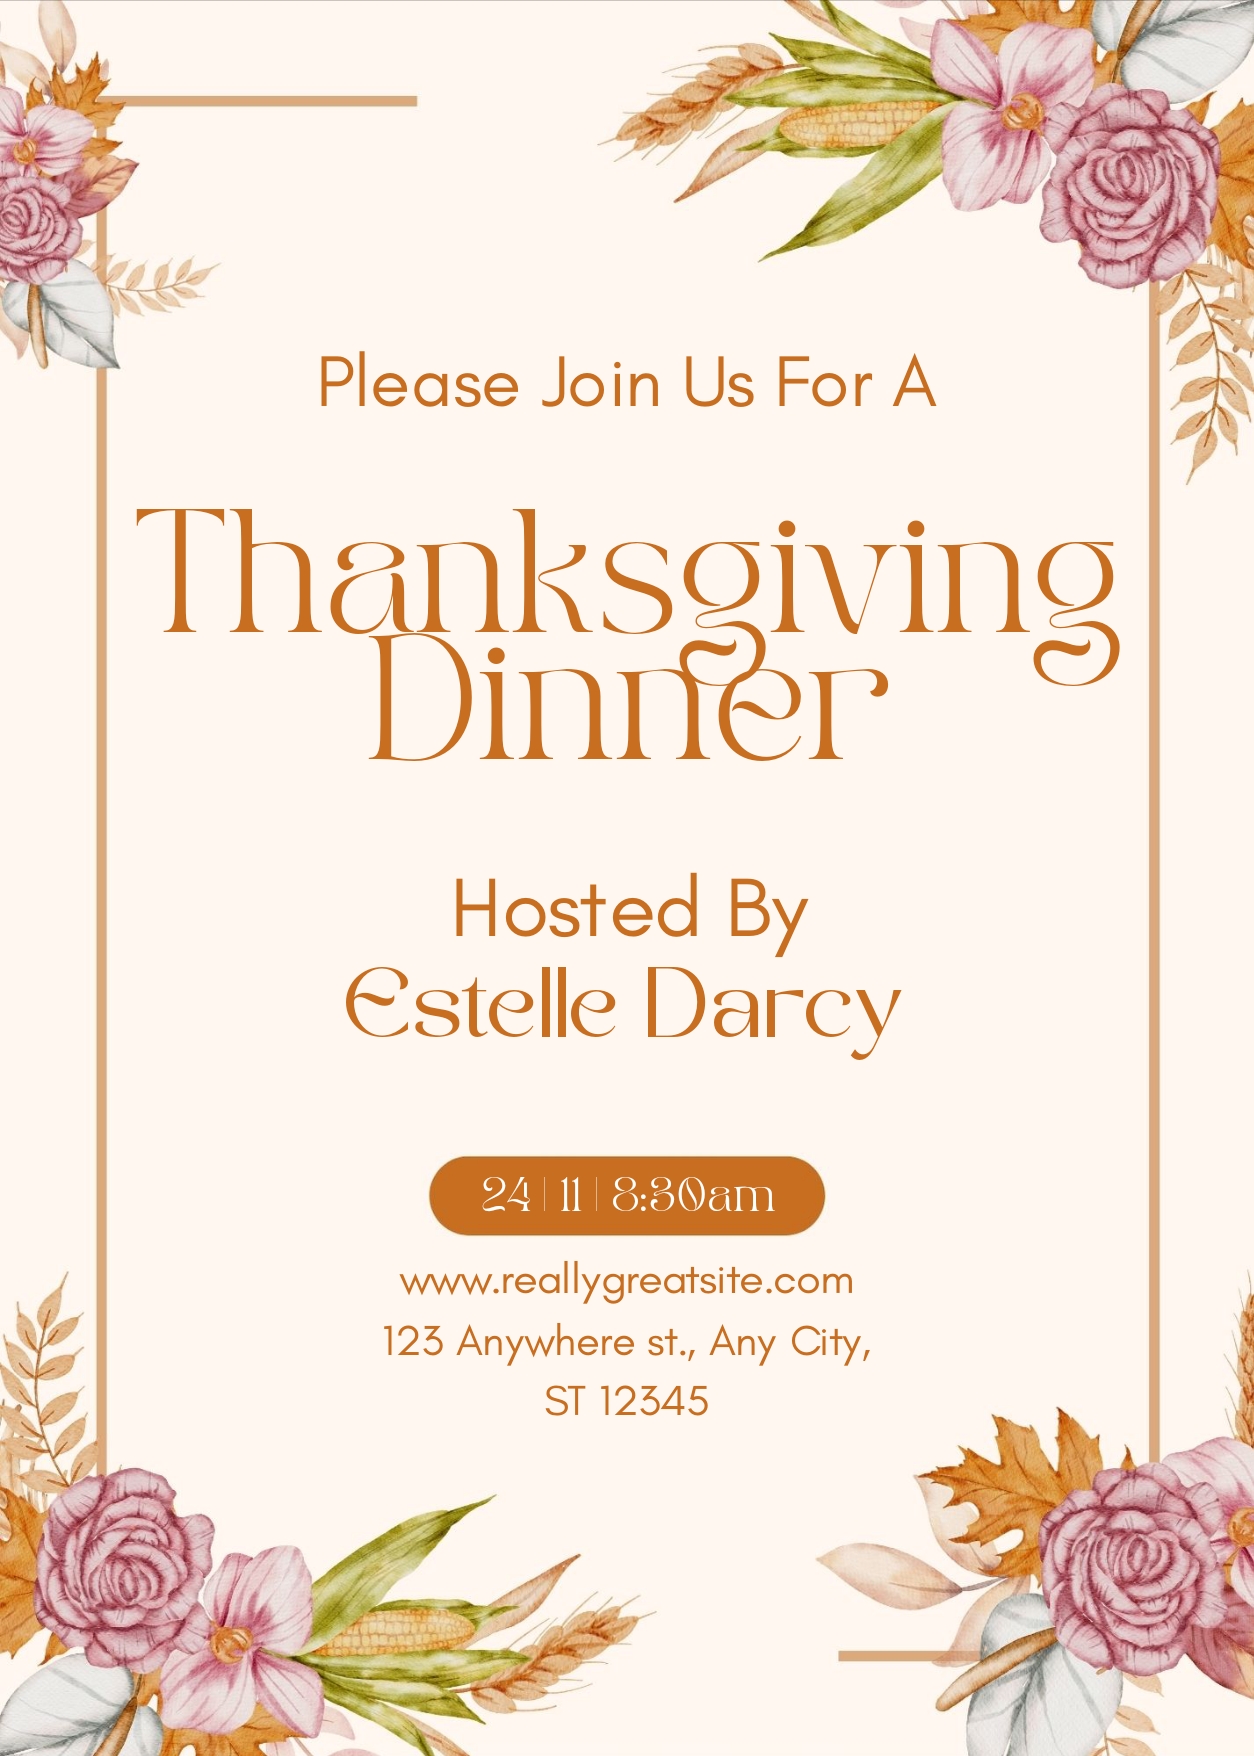 Please Join Us For A
Thanksgiving
Dinner
Hosted By
Estelle Darcy
24 | 11 | 8:30am
www.reallygreatsite.com
123 Anywhere st., Any City,
ST 12345